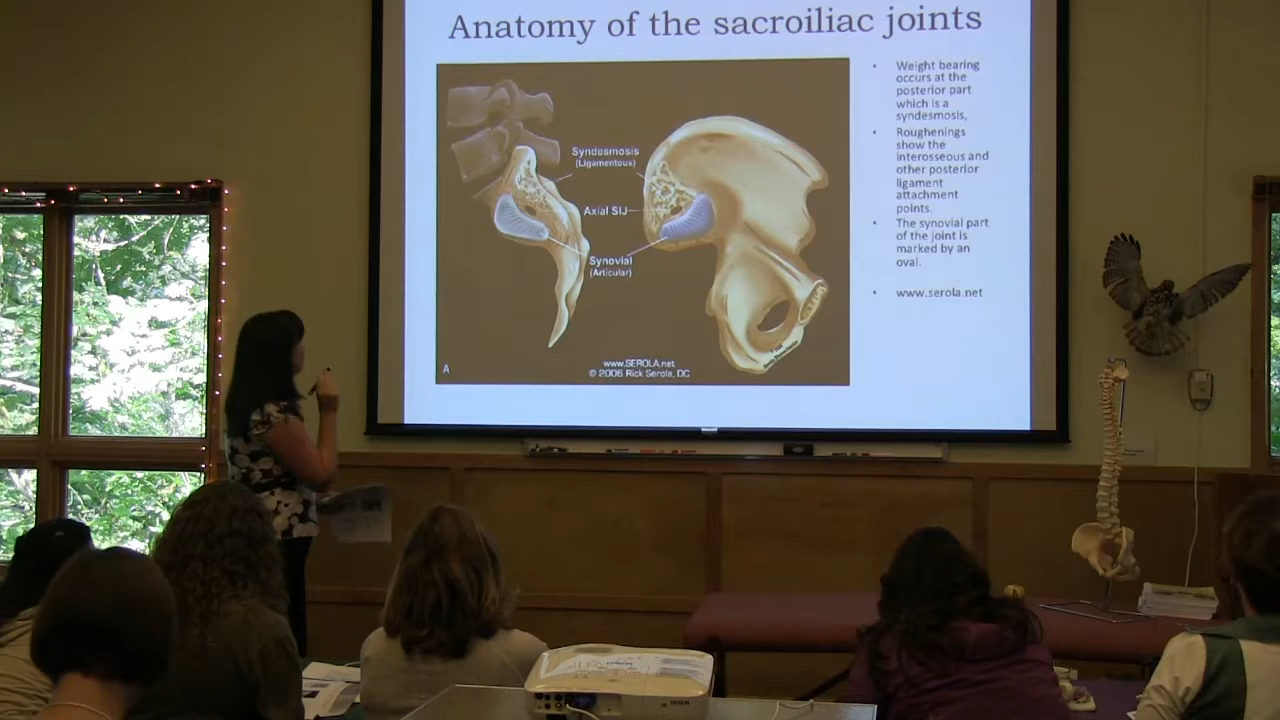 Anatomy of the sacroiliac joints
Syndesmosis
(Ligamentous)
Axial SIJ
Synovial
(Articular)
A
www.SEROLA.net
© 2006 Rick Serola, DC
• Weight bearing
occurs at the
posterior part
which is a
syndesmosis,
• Roughenings
show the
interosseous and
other posterior
ligament
attachment
points.
• The synovial part
of the joint is
marked by an
oval.
• www.serola.net
EPSON